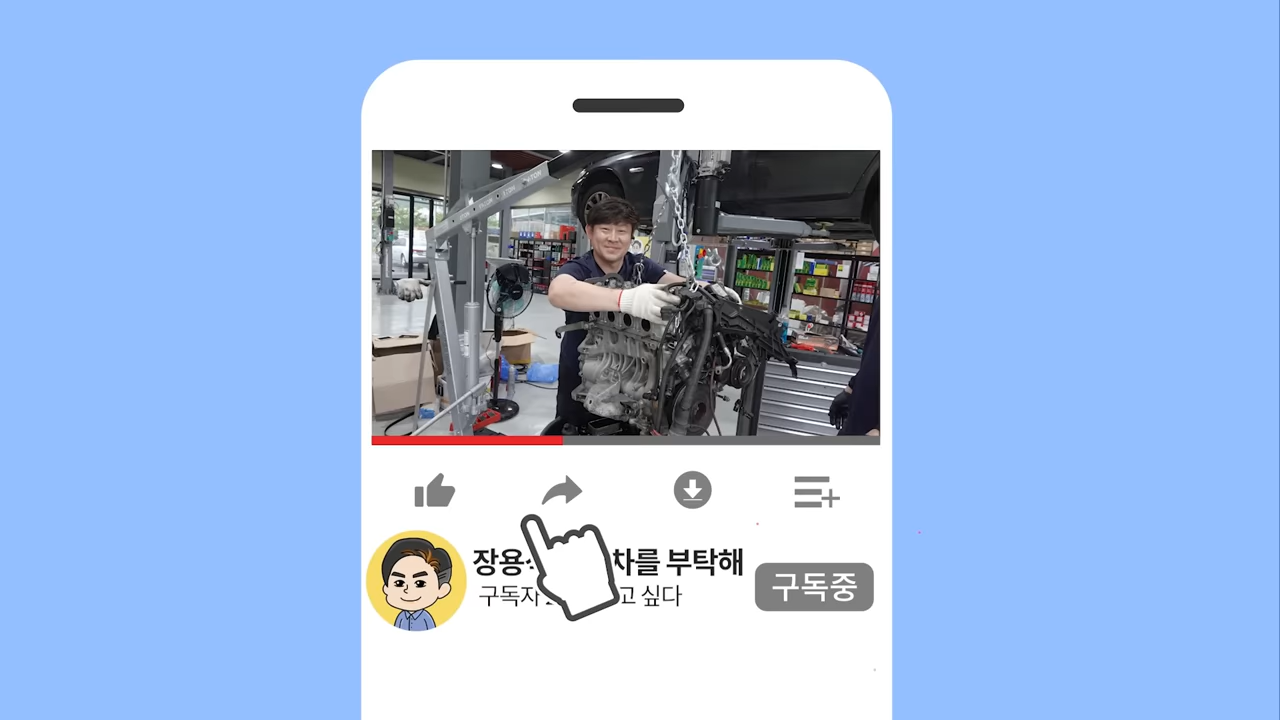 장용 차를 부탁해
구독자 고 싶다
구독중